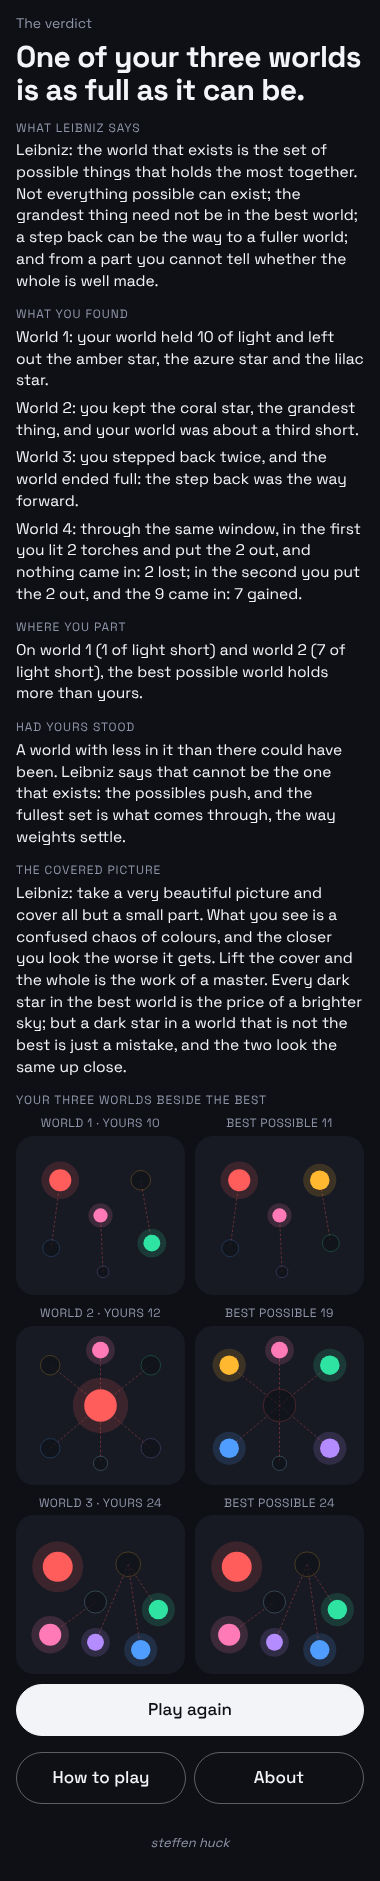 The verdict
One of your three worlds
is as full as it can be.
WHAT LEIBNIZ SAYS
Leibniz: the world that exists is the set of
possible things that holds the most together.
Not everything possible can exist; the
grandest thing need not be in the best world;
a step back can be the way to a fuller world;
and from a part you cannot tell whether the
whole is well made.
WHAT YOU FOUND
World 1: your world held 10 of light and left
out the amber star, the azure star and the lilac
star.
World 2: you kept the coral star, the grandest
thing, and your world was about a third short.
World 3: you stepped back twice, and the
world ended full: the step back was the way
forward.
World 4: through the same window, in the first
you lit 2 torches and put the 2 out, and
nothing came in: 2 lost; in the second you put
the 2 out, and the 9 came in: 7 gained.
WHERE YOU PART
On world 1 (1 of light short) and world 2 (7 of
light short), the best possible world holds
more than yours.
HAD YOURS STOOD
A world with less in it than there could have
been. Leibniz says that cannot be the one
that exists: the possibles push, and the
fullest set is what comes through, the way
weights settle.
THE COVERED PICTURE
Leibniz: take a very beautiful picture and
cover all but a small part. What you see is a
confused chaos of colours, and the closer
you look the worse it gets. Lift the cover and
the whole is the work of a master. Every dark
star in the best world is the price of a brighter
sky; but a dark star in a world that is not the
best is just a mistake, and the two look the
same up close.
YOUR THREE WORLDS BESIDE THE BEST
WORLD 1 · YOURS 10
BEST POSSIBLE 11
WORLD 2 · YOURS 12
BEST POSSIBLE 19
WORLD 3 · YOURS 24
BEST POSSIBLE 24
Play again
How to play
About
steffen huck